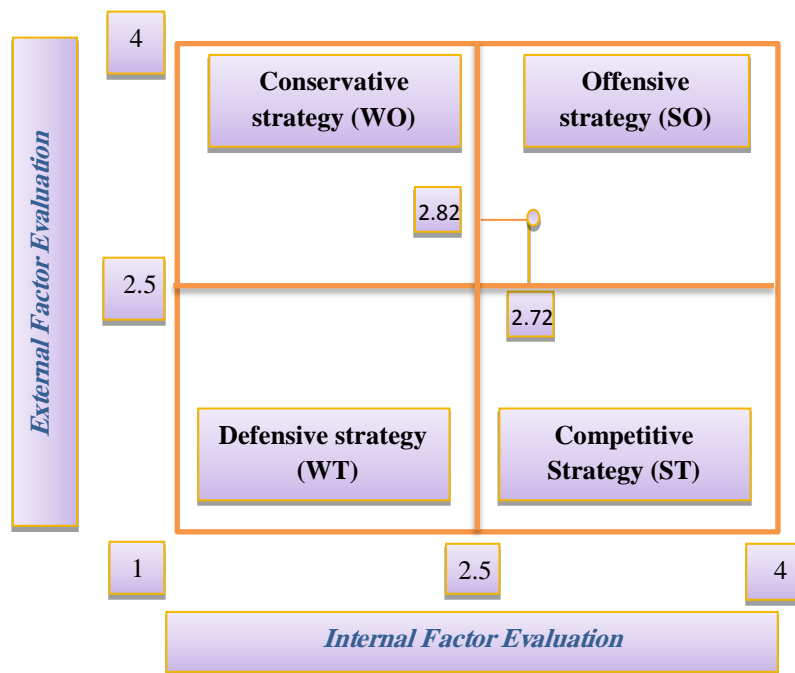 4
Conservative
strategy (WO)
Offensive
strategy (SO)
External Factor Evaluation
2.82
2.5
2.72
Defensive strategy
(WT)
Competitive
Strategy (ST)
1
2.5
4
Internal Factor Evaluation